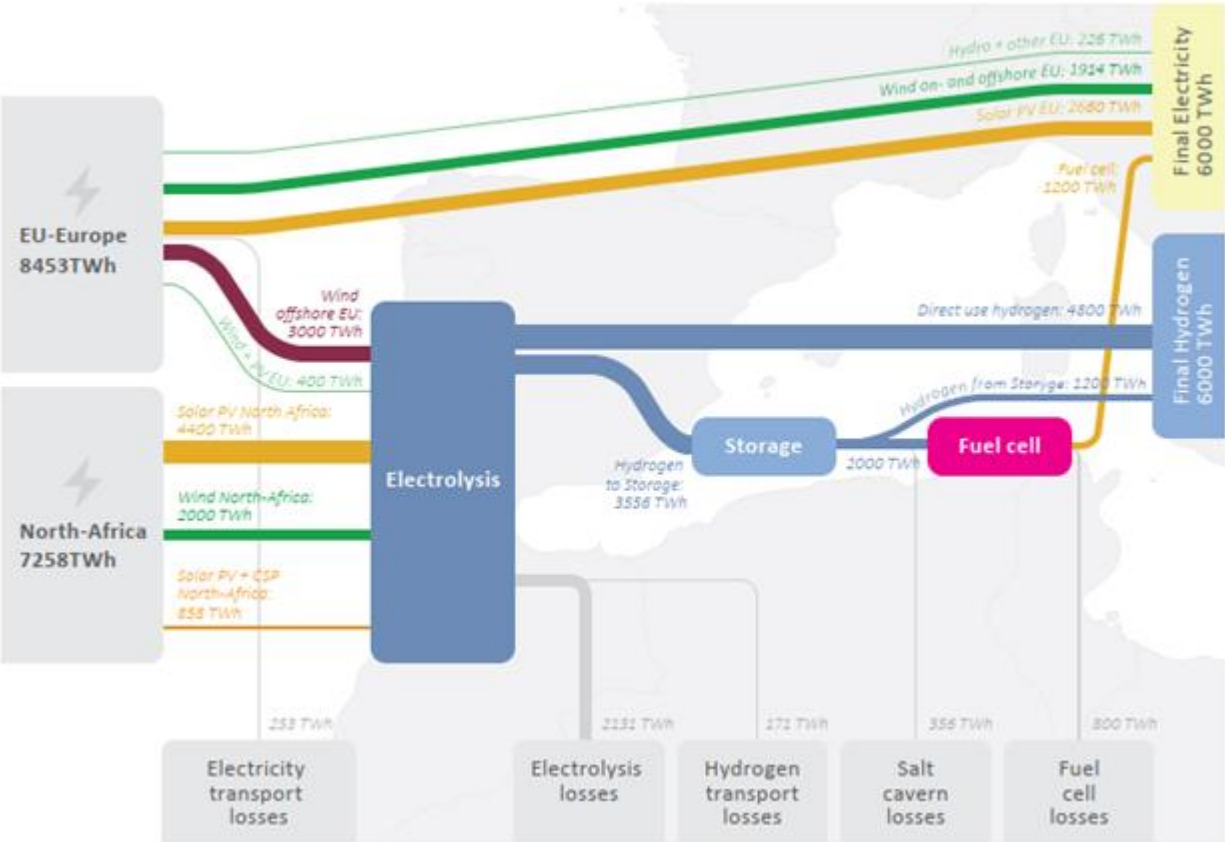 Hydro + other EU: 226 TWh
Wind on- and offshore EU: 1914 TWh
Solar PV EU: 2660 TWh
Fuel cell:
1200 TWh
Final Electricity
6000 TWh
EU-Europe
8453TWh
Wind
offshore EU:
3000 TWh
Wind + PV EU: 400 TWh
Direct use hydrogen: 4800 TWh
Hydrogen from Storyge: 1200 TWh
Final Hydrogen
6000 TWh
Solar PV North Africa:
4400 TWh
Electrolysis
Storage
Fuel cell
Hydrogen
to Storage:
3556 TWh
2000 TWh
Wind North-Africa:
2000 TWh
North-Africa
7258TWh
Solar PV + CSP
North-Africa:
858 TWh
253 TWh
2131 TWh
171 TWh
356 TWh
800 TWh
Electricity
transport
losses
Electrolysis
losses
Hydrogen
transport
losses
Salt
cavern
losses
Fuel
cell
losses